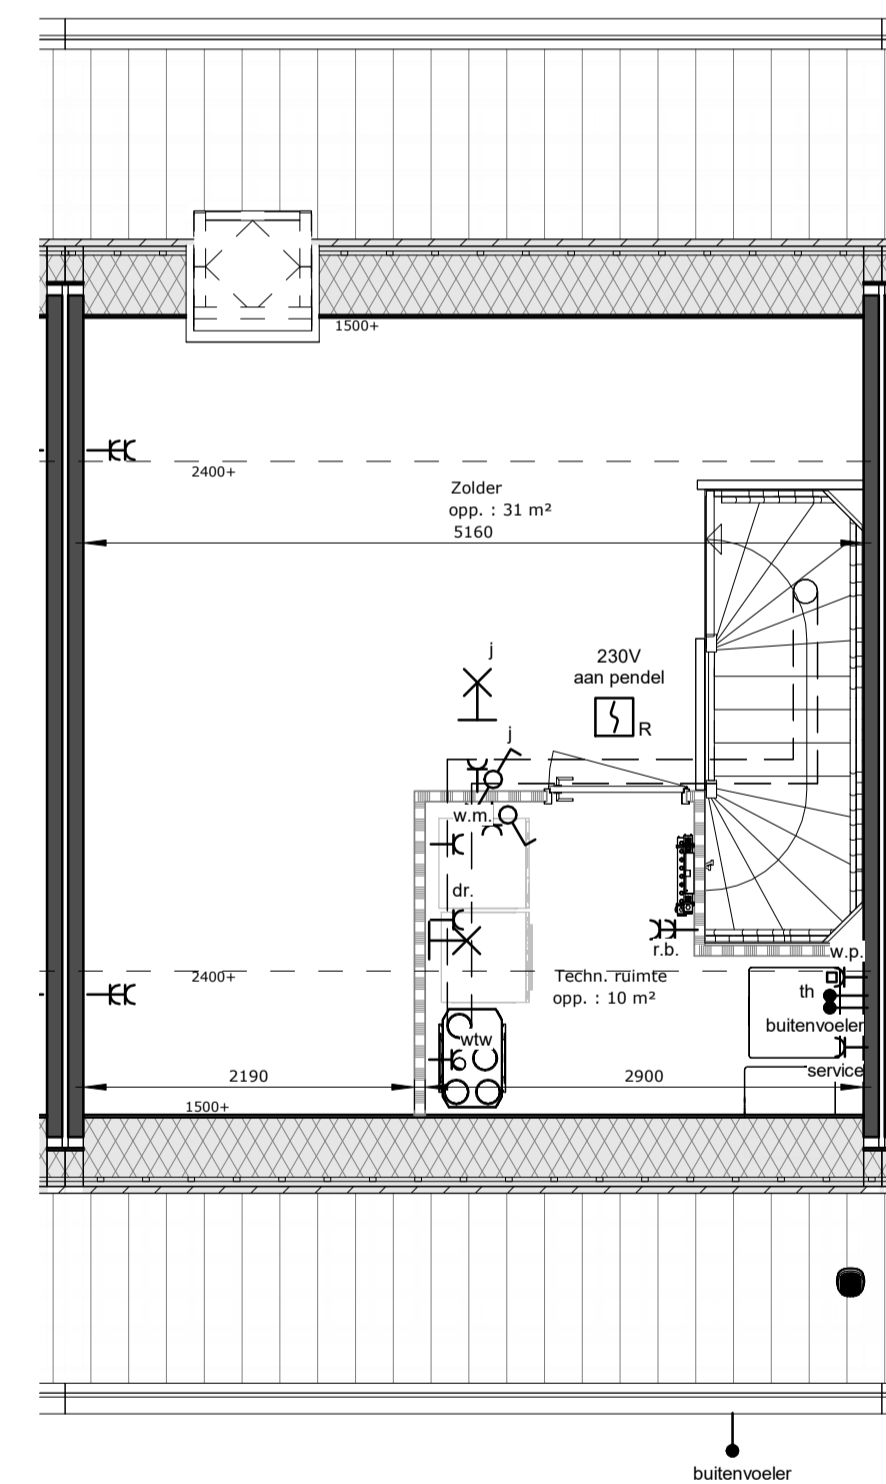 1500+
2400+
Zolder
opp. : 31 m²
5160
j
230V
aan pendel
R
j
w.m.
dr.
r.b.
w.p.
2400+
Techn. ruimte
opp. : 10 m²
th
buitenvoeler
wtw
service
2190
2900
1500+
buitenvoeler